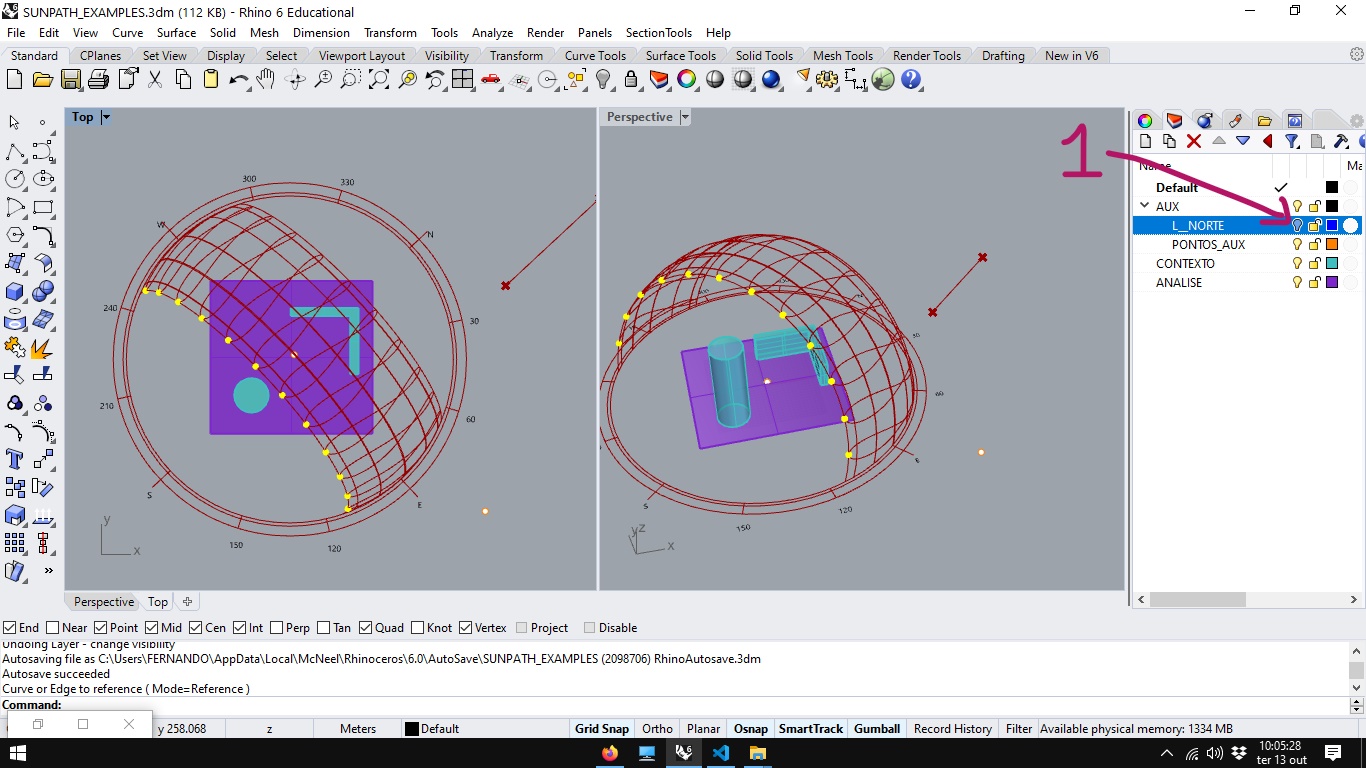 SUNPATH_EXAMPLES.3dm (112 KB) - Rhino 6 Educational
File Edit View Curve Surface Solid Mesh Dimension Transform Tools Analyze Render Panels SectionTools Help
Standard CPlanes Set View Display Select Viewport Layout Visibility Transform Curve Tools Surface Tools Solid Tools Mesh Tools Render Tools Drafting New in V6
Top
Perspective
1
300
330
W
N
240
30
210
60
S
E
150
120
y
x
N
30
60
E
S
120
150
y z
x
Name
Ma
Default
AUX
L__NORTE
PONTOS_AUX
CONTEXTO
ANALISE
Perspective Top
End Near Point Mid Cen Int Perp Tan Quad Knot Vertex Project Disable
Undoing Layer - change visibility
Autosaving file as C:\Users\FERNANDO\AppData\Local\McNeel\Rhinoceros\6.0\AutoSave\SUNPATH_EXAMPLES (2098706) RhinoAutosave.3dm
Autosave succeeded
Curve or Edge to reference ( Mode=Reference )
Command:
y 258.068 z Meters Default Grid Snap Ortho Planar Osnap SmartTrack Gumball Record History Filter Available physical memory: 1334 MB
10:05:28
ter 13 out